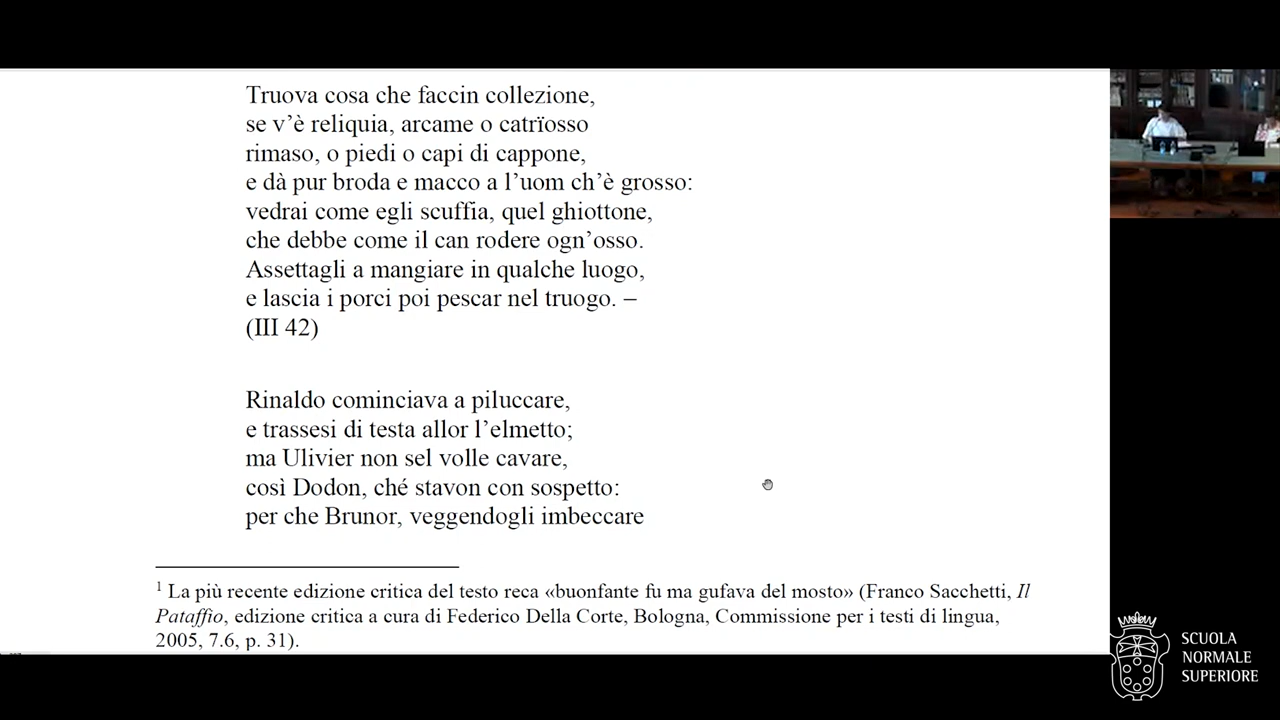 Truova cosa che faccin collezione,
se v'è reliquia, arcame o catrïosso
rimaso, o piedi o capi di cappone,
e dà pur broda e macco a l'uom ch'è grosso:
vedrai come egli scuffia, quel ghiottone,
che debbe come il can rodere ogn'osso.
Assettagli a mangiare in qualche luogo,
e lascia i porci poi pescar nel truogo. –
(III 42)
Rinaldo cominciava a piluccare,
e trassesi di testa allor l'elmetto;
ma Ulivier non sel volle cavare,
così Dodon, ché stavon con sospetto:
per che Brunor, veggendogli imbeccare
1 La più recente edizione critica del testo reca «buonfante fu ma gufava del mosto» (Franco Sacchetti, Il
Pataffio, edizione critica a cura di Federico Della Corte, Bologna, Commissione per i testi di lingua,
2005, 7.6, p. 31).
SCUOLA
NORMALE
SUPERIORE